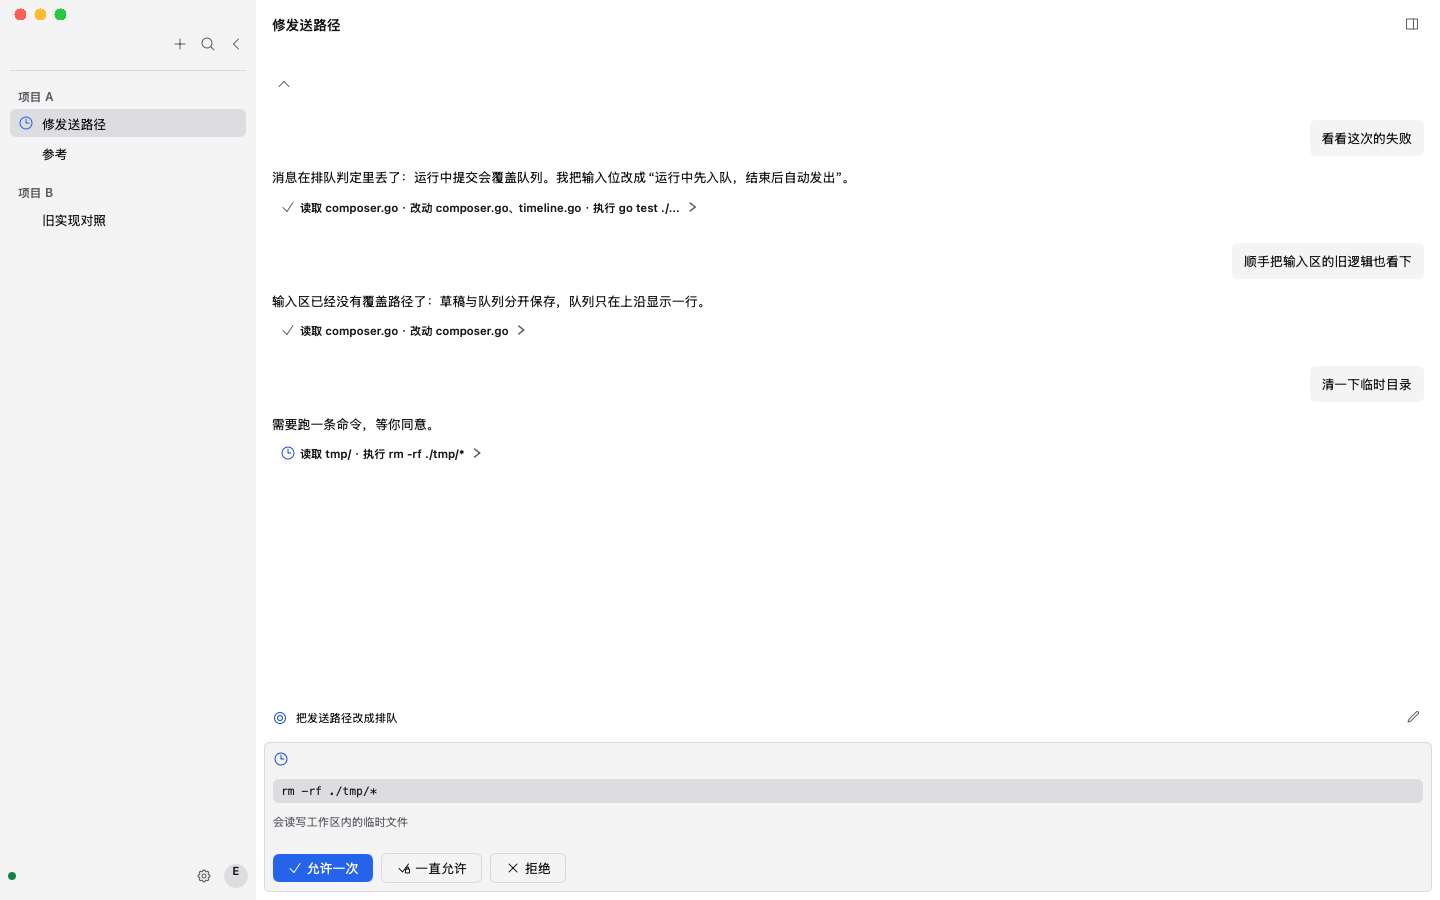 修发送路径
项目 A
修发送路径
参考
项目 B
旧实现对照
E
看看这次的失败
消息在排队判定里丢了：运行中提交会覆盖队列。我把输入位改成“运行中先入队，结束后自动发出”。
读取 composer.go · 改动 composer.go、timeline.go · 执行 go test ./...
顺手把输入区的旧逻辑也看下
输入区已经没有覆盖路径了：草稿与队列分开保存，队列只在上沿显示一行。
读取 composer.go · 改动 composer.go
清一下临时目录
需要跑一条命令，等你同意。
读取 tmp/ · 执行 rm -rf ./tmp/*
把发送路径改成排队
rm -rf ./tmp/*
会读写工作区内的临时文件
允许一次
一直允许
拒绝